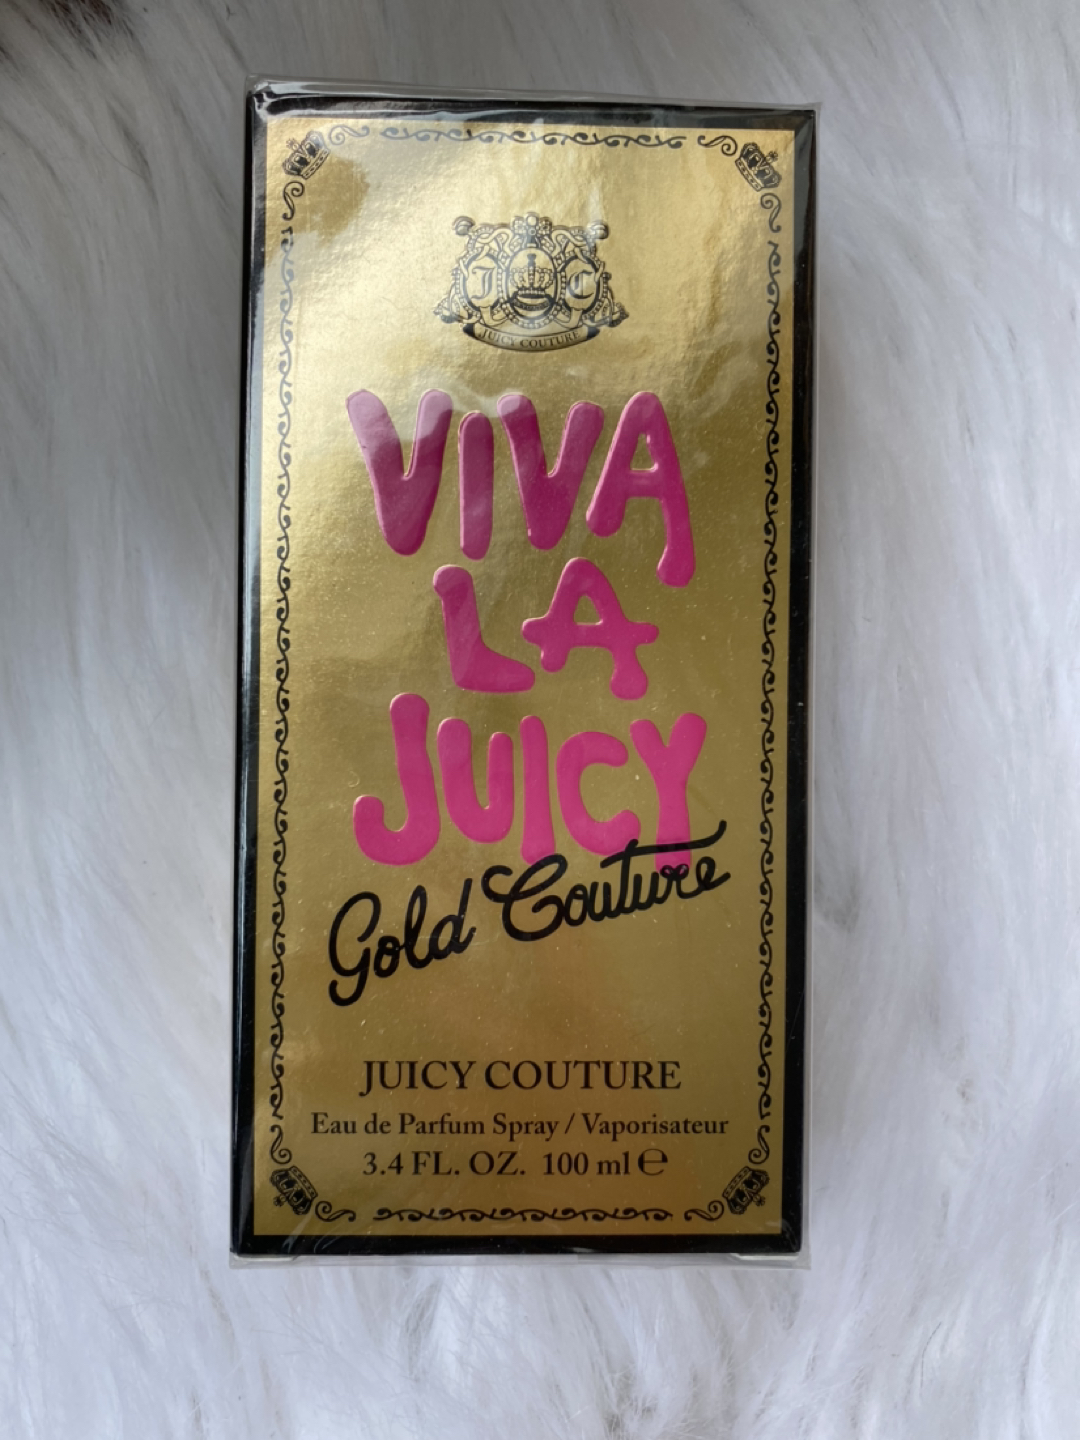 J C
JUICY COUTURE
VIVA
LA
JUICY
Gold Couture
JUICY COUTURE
Eau de Parfum Spray / Vaporisateur
3.4 FL. OZ. 100 ml ℮